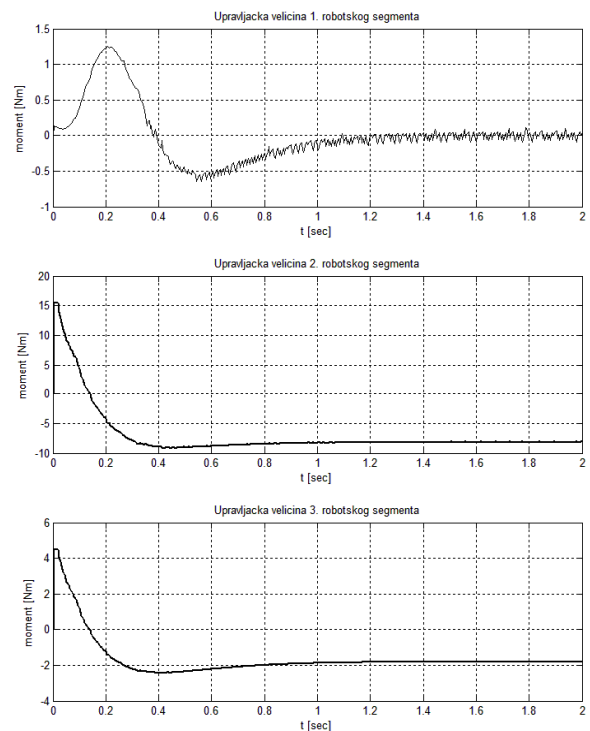 Upravljacka velicina 1. robotskog segmenta
1.5
1
0.5
0
-0.5
-1
moment [Nm]
0 0.2 0.4 0.6 0.8 1 1.2 1.4 1.6 1.8 2
t [sec]
Upravljacka velicina 2. robotskog segmenta
20
15
10
5
0
-5
-10
moment [Nm]
0 0.2 0.4 0.6 0.8 1 1.2 1.4 1.6 1.8 2
t [sec]
Upravljacka velicina 3. robotskog segmenta
6
4
2
0
-2
-4
moment [Nm]
0 0.2 0.4 0.6 0.8 1 1.2 1.4 1.6 1.8 2
t [sec]